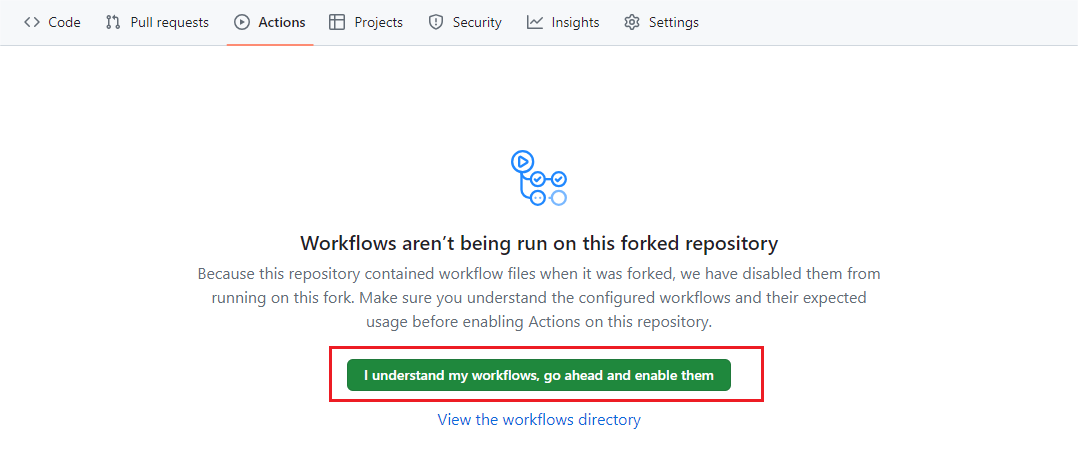 Code Pull requests Actions Projects Security Insights Settings
Workflows aren’t being run on this forked repository
Because this repository contained workflow files when it was forked, we have disabled them from
running on this fork. Make sure you understand the configured workflows and their expected
usage before enabling Actions on this repository.
I understand my workflows, go ahead and enable them
View the workflows directory